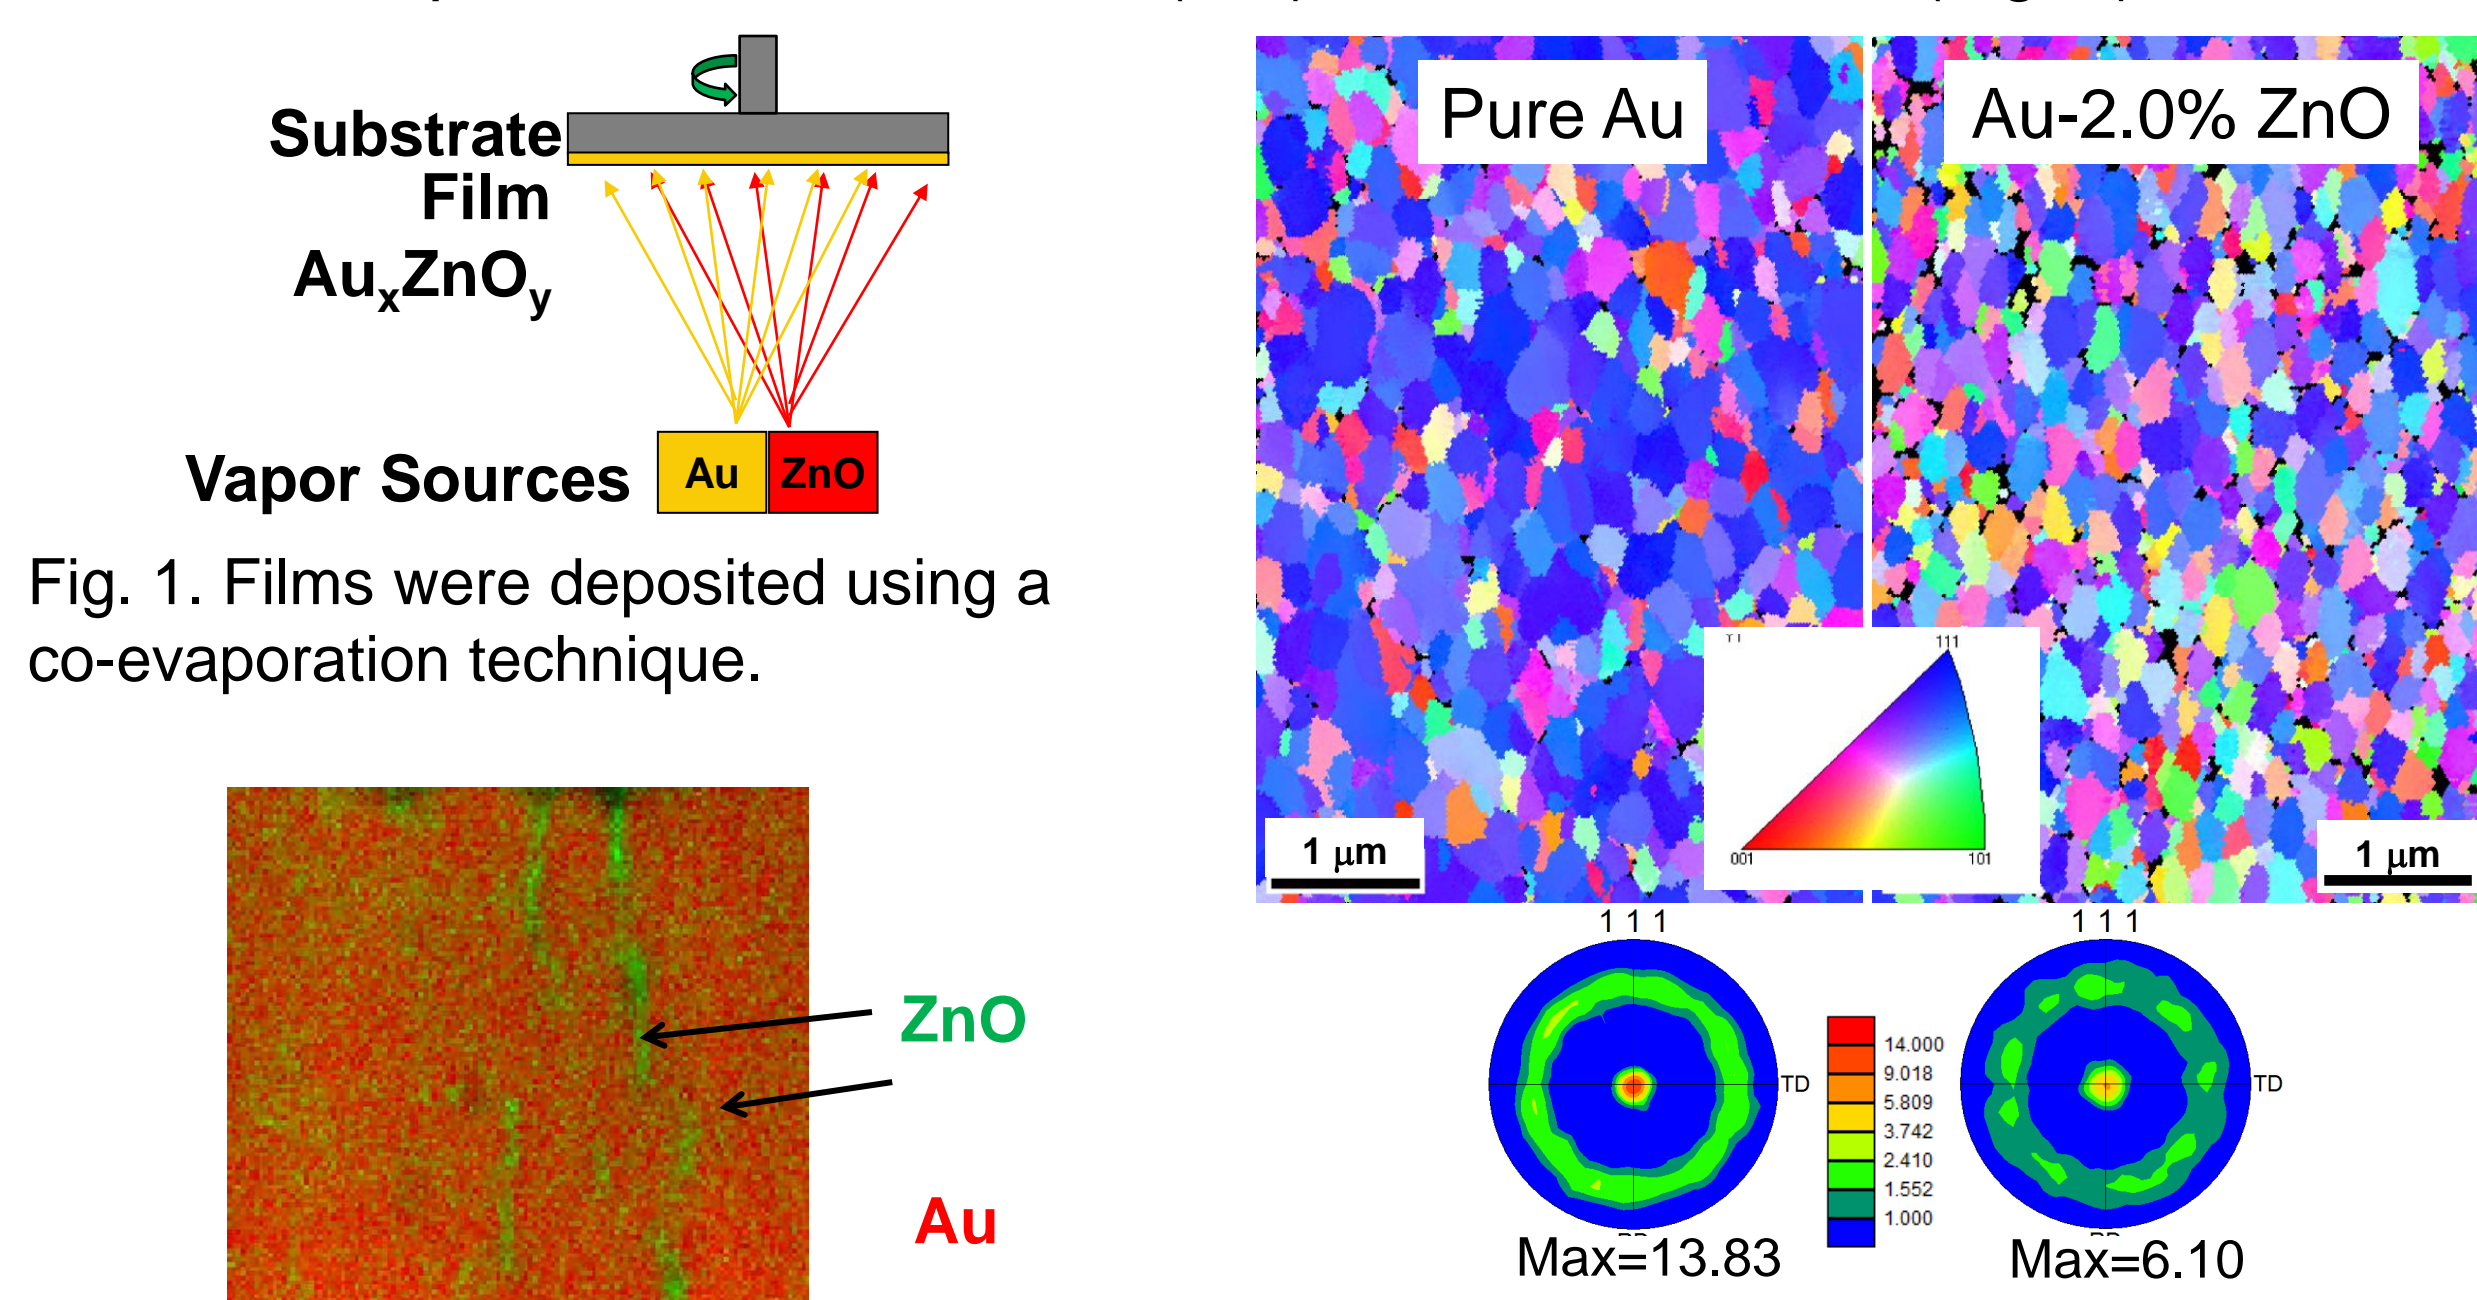 Substrate
Film
AuxZnOy
Vapor Sources
Au
ZnO
Fig. 1. Films were deposited using a
co-evaporation technique.
ZnO
Au
Pure Au
Au-2.0% ZnO
111
001
101
1 μm
1 μm
1 1 1
1 1 1
TD
TD
14.000
9.018
5.809
3.742
2.410
1.552
1.000
Max=13.83
Max=6.10